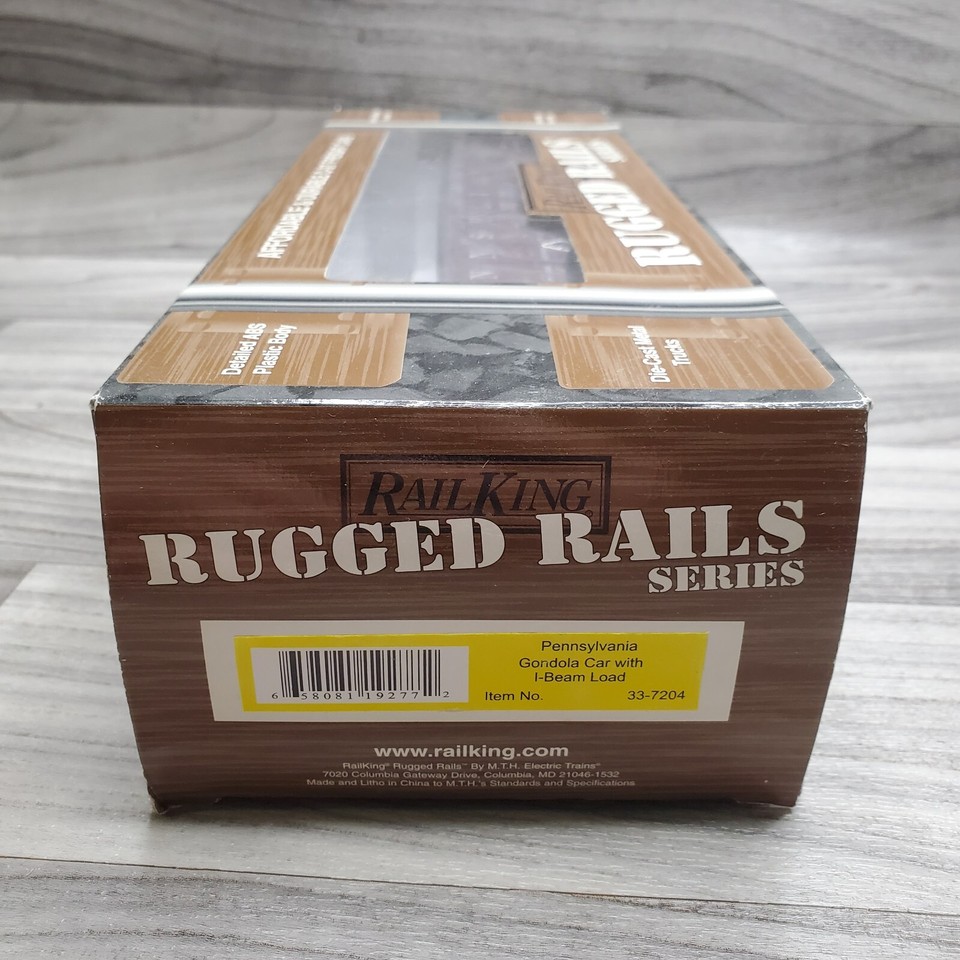 RUGGED RAILS
SERIES
Detailed ABS
Plastic Body
Die-Cast Metal
Trucks
RAILKING®
RUGGED RAILS
SERIES
6 58081 19277 2
Pennsylvania
Gondola Car with
I-Beam Load
Item No. 33-7204
www.railking.com
RailKing® Rugged Rails™ By M.T.H. Electric Trains®
7020 Columbia Gateway Drive, Columbia, MD 21046-1532
Made and Litho in China to M.T.H.'s Standards and Specifications